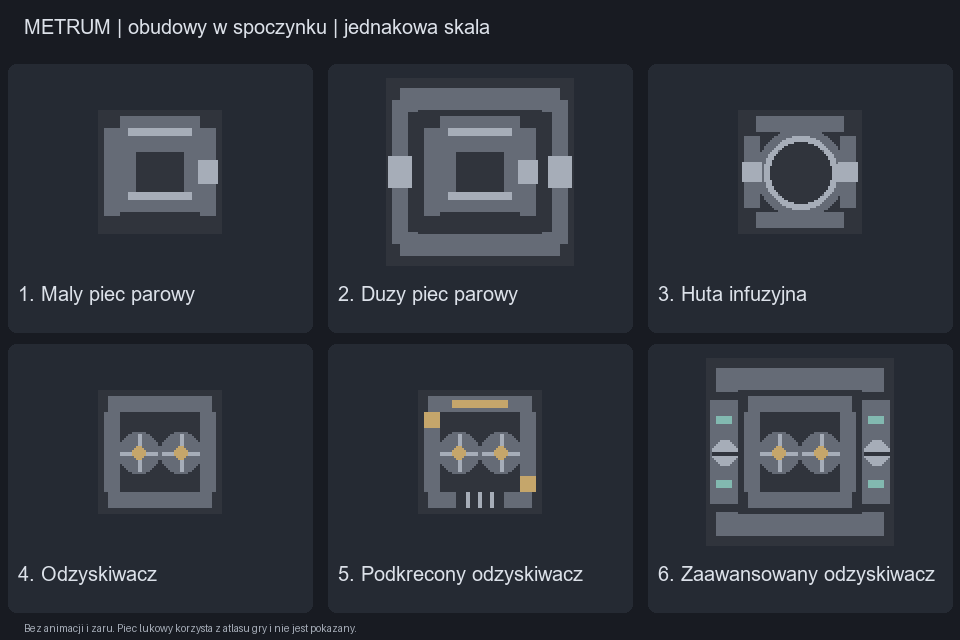 METRUM | obudowy w spoczynku | jednakowa skala
1. Maly piec parowy
2. Duzy piec parowy
3. Huta infuzyjna
4. Odzyskiwacz
5. Podkrecony odzyskiwacz
6. Zaawansowany odzyskiwacz
Bez animacji i zaru. Piec lukowy korzysta z atlasu gry i nie jest pokazany.